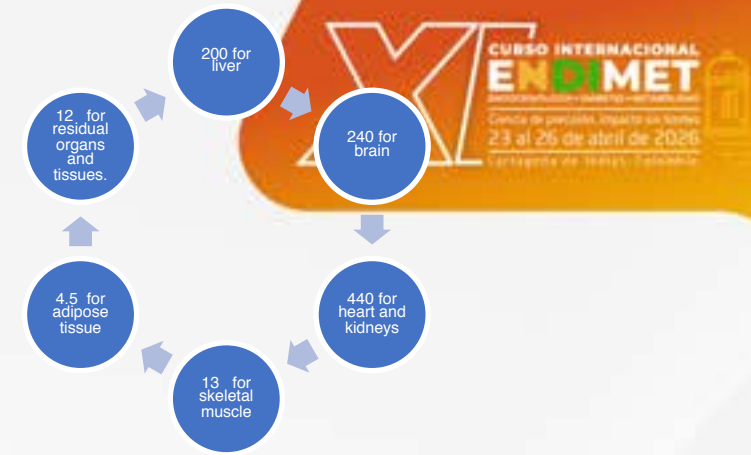 200 for
liver
240 for
brain
440 for
heart and
kidneys
13 for
skeletal
muscle
4.5 for
adipose
tissue
12 for
residual
organs
and
tissues.
XI
CURSO INTERNACIONAL
ENDIMET
Ciencia de precisión, impacto sin límites
23 al 26 de abril de 2026
Cartagena de Indias, Colombia